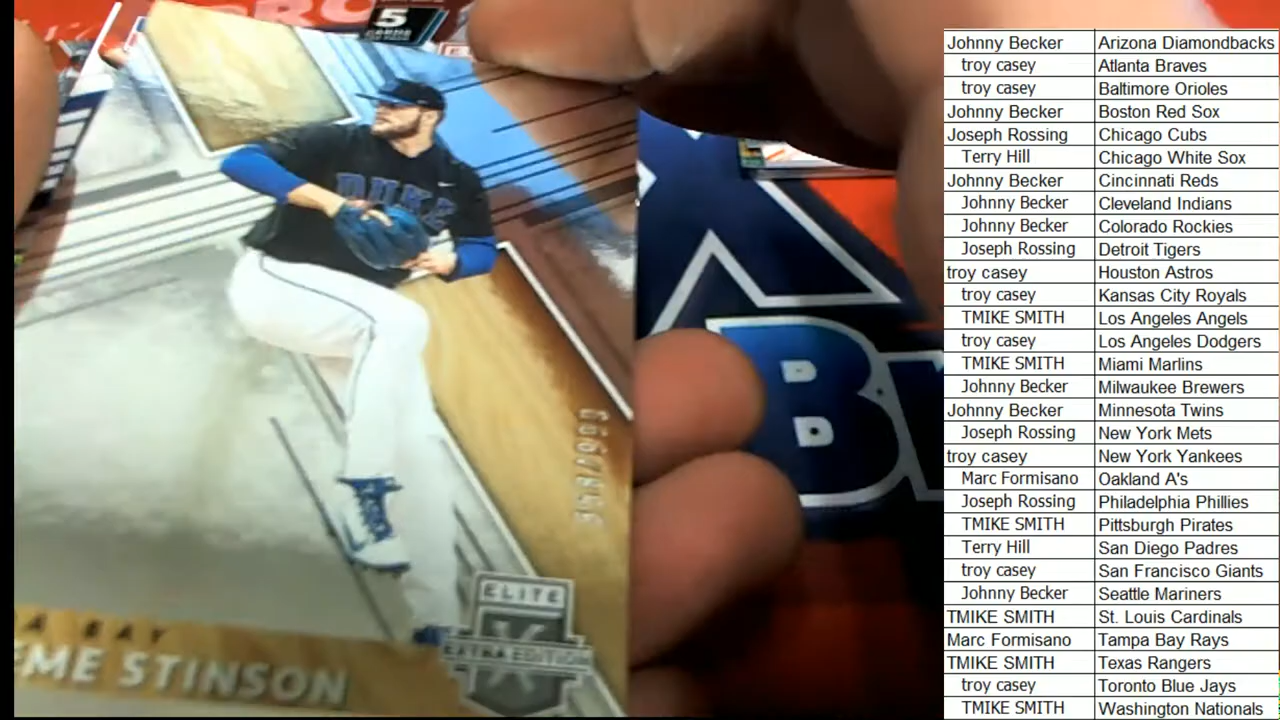 5
DUKE
ELITE
EXTRA EDITION
A BAY
EME STINSON
B
Johnny Becker Arizona Diamondbacks
troy casey Atlanta Braves
troy casey Baltimore Orioles
Johnny Becker Boston Red Sox
Joseph Rossing Chicago Cubs
Terry Hill Chicago White Sox
Johnny Becker Cincinnati Reds
Johnny Becker Cleveland Indians
Johnny Becker Colorado Rockies
Joseph Rossing Detroit Tigers
troy casey Houston Astros
troy casey Kansas City Royals
TMIKE SMITH Los Angeles Angels
troy casey Los Angeles Dodgers
TMIKE SMITH Miami Marlins
Johnny Becker Milwaukee Brewers
Johnny Becker Minnesota Twins
Joseph Rossing New York Mets
troy casey New York Yankees
Marc Formisano Oakland A's
Joseph Rossing Philadelphia Phillies
TMIKE SMITH Pittsburgh Pirates
Terry Hill San Diego Padres
troy casey San Francisco Giants
Johnny Becker Seattle Mariners
TMIKE SMITH St. Louis Cardinals
Marc Formisano Tampa Bay Rays
TMIKE SMITH Texas Rangers
troy casey Toronto Blue Jays
TMIKE SMITH Washington Nationals